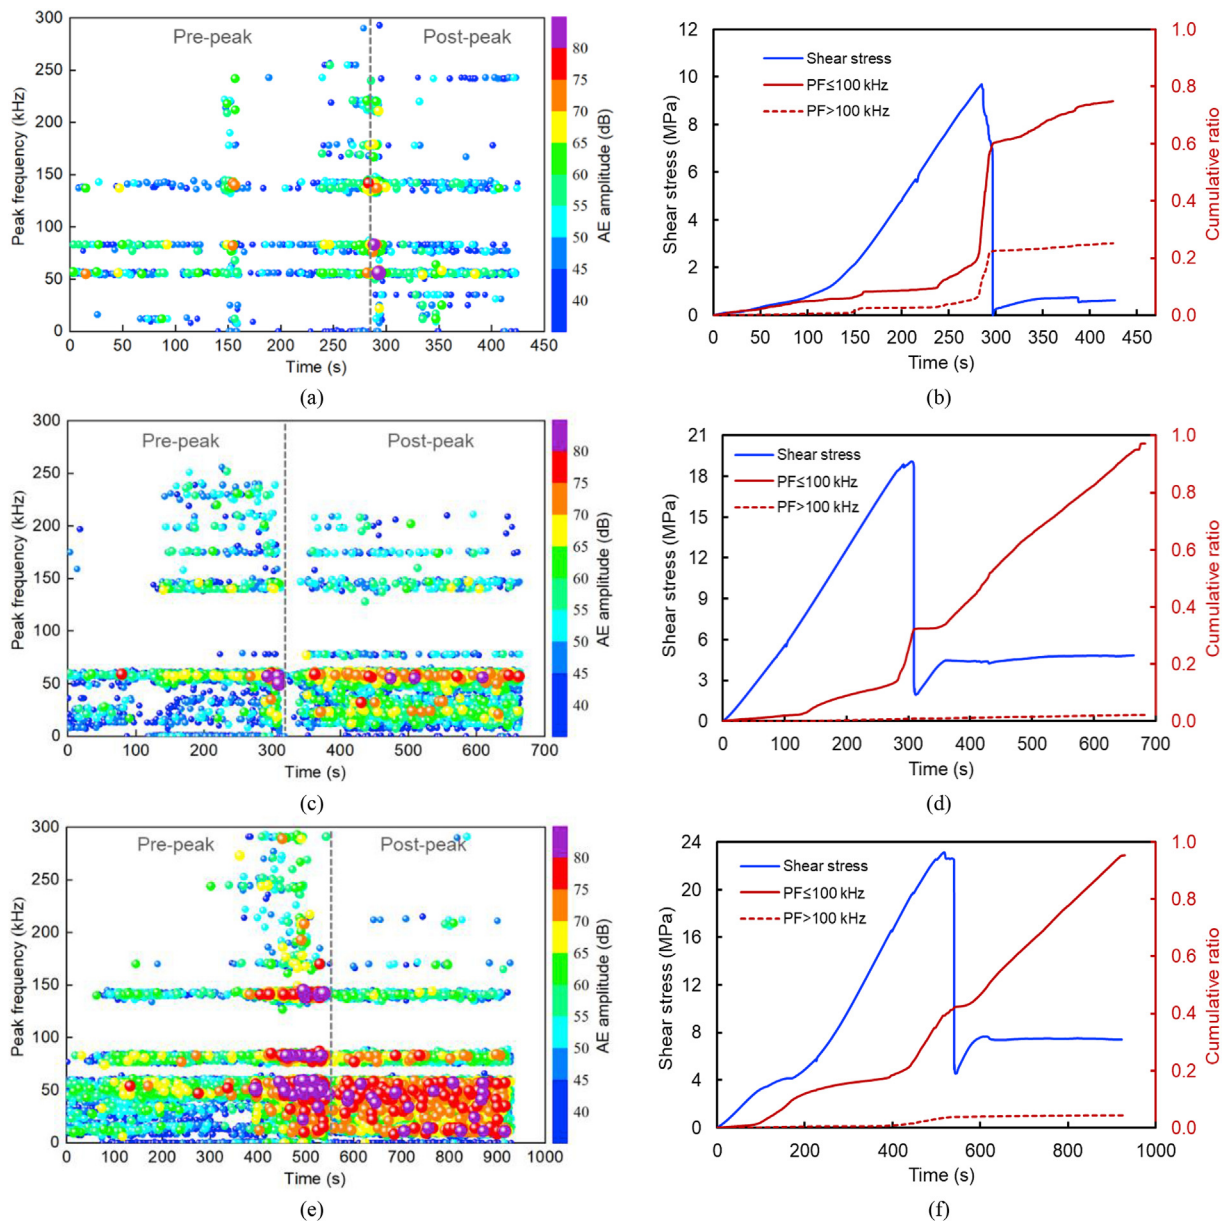 300
250
200
150
100
50
0
Peak frequency (kHz)
Pre-peak
Post-peak
0 50 100 150 200 250 300 350 400 450
Time (s)
80
75
70
65
60
55
50
45
40
AE amplitude (dB)
(a)
12
10
8
6
4
2
0
Shear stress (MPa)
Shear stress
PF≤100 kHz
PF>100 kHz
0 50 100 150 200 250 300 350 400 450
Time (s)
1.0
0.8
0.6
0.4
0.2
0.0
Cumulative ratio
(b)
300
250
200
150
100
50
0
Peak frequency (kHz)
Pre-peak
Post-peak
0 100 200 300 400 500 600 700
Time (s)
80
75
70
65
60
55
50
45
40
AE amplitude (dB)
(c)
21
18
15
12
9
6
3
0
Shear stress (MPa)
Shear stress
PF≤100 kHz
PF>100 kHz
0 100 200 300 400 500 600 700
Time (s)
1.0
0.8
0.6
0.4
0.2
0.0
Cumulative ratio
(d)
300
250
200
150
100
50
0
Peak frequency (kHz)
Pre-peak
Post-peak
0 100 200 300 400 500 600 700 800 900 1000
Time (s)
80
75
70
65
60
55
50
45
40
AE amplitude (dB)
(e)
24
20
16
12
8
4
0
Shear stress (MPa)
Shear stress
PF≤100 kHz
PF>100 kHz
0 200 400 600 800 1000
Time (s)
1.0
0.8
0.6
0.4
0.2
0.0
Cumulative ratio
(f)